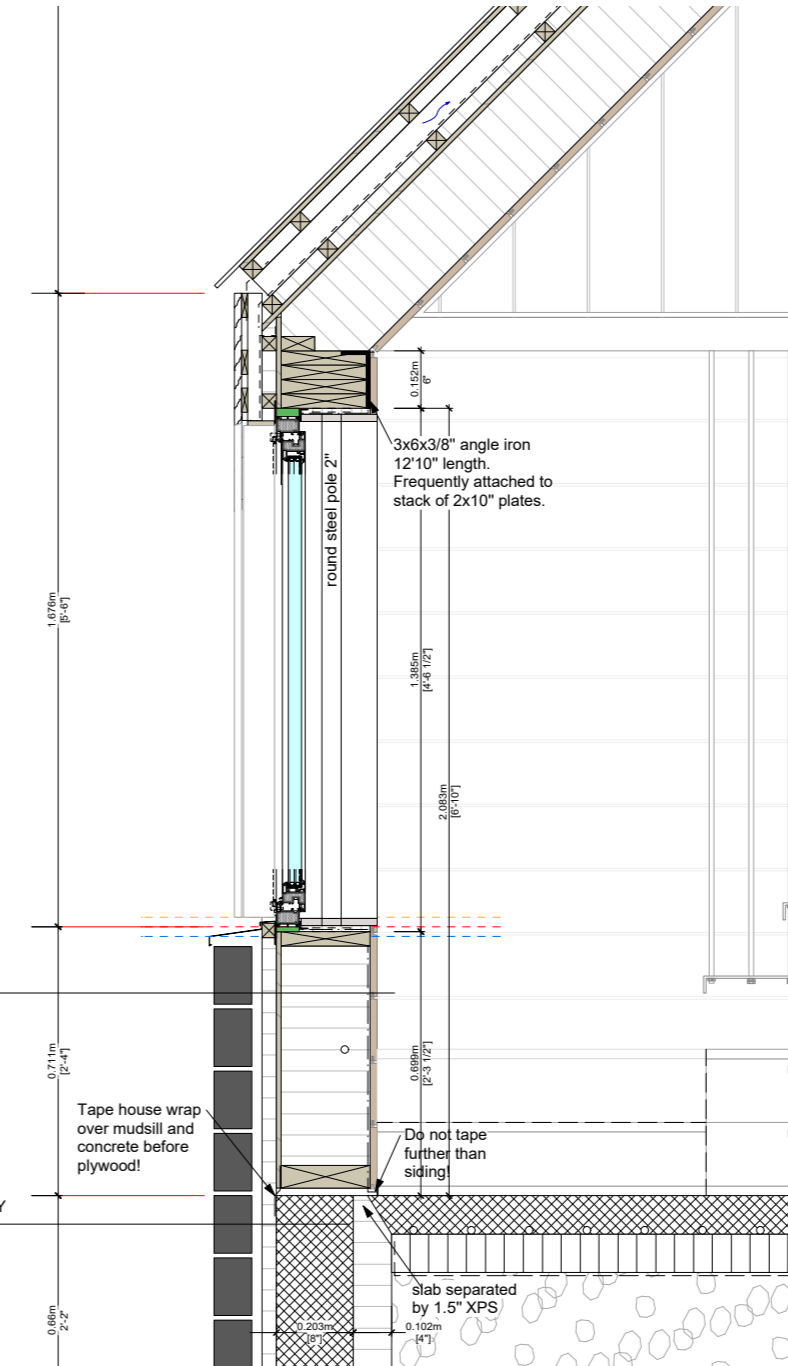 0.152m
6"
3x6x3/8" angle iron
12'10" length.
Frequently attached to
stack of 2x10" plates.
round steel pole 2"
1.676m
[5'-6"]
1.385m
[4'-6 1/2"]
2.083m
[6'-10"]
0.711m
[2'-4"]
0.699m
[2'-3 1/2"]
Tape house wrap
over mudsill and
concrete before
plywood!
Do not tape
further than
siding!
Y
slab separated
by 1.5" XPS
0.66m
2'-2"
0.203m
[8"]
0.102m
[4"]